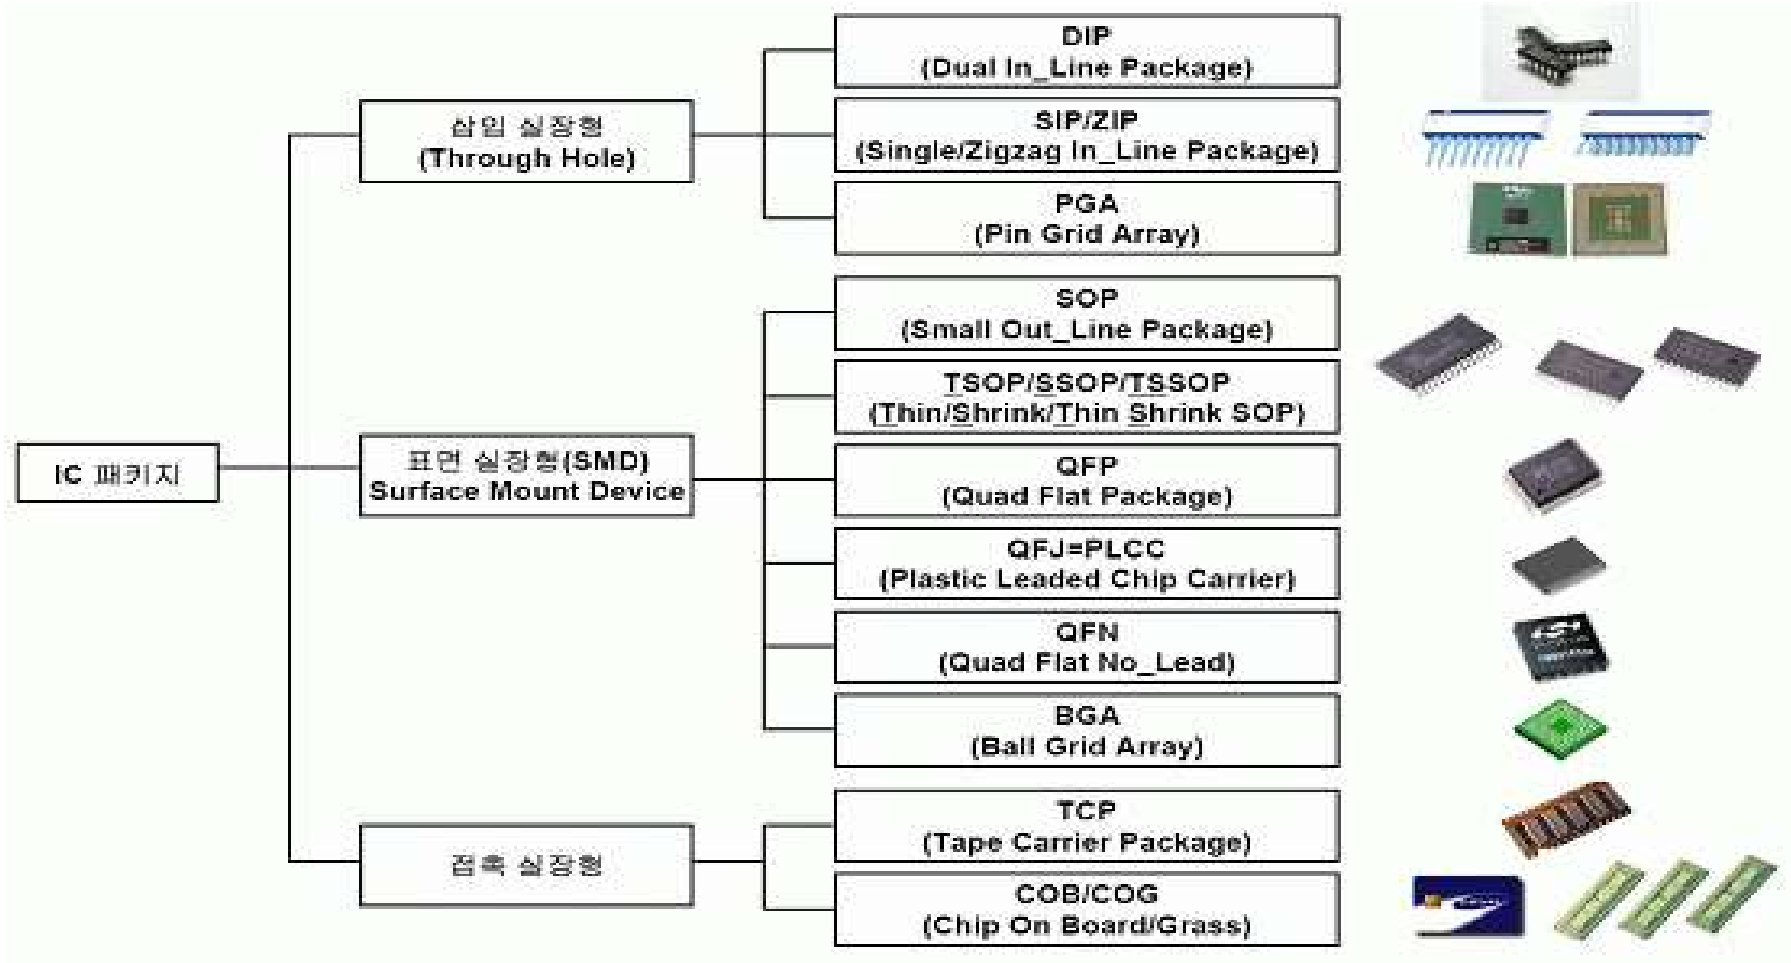 IC 패키지
삽입 실장형
(Through Hole)
DIP
(Dual In_Line Package)
SIP/ZIP
(Single/Zigzag In_Line Package)
PGA
(Pin Grid Array)
표면 실장형(SMD)
Surface Mount Device
SOP
(Small Out_Line Package)
TSOP/SSOP/TSSOP
(Thin/Shrink/Thin Shrink SOP)
QFP
(Quad Flat Package)
QFJ=PLCC
(Plastic Leaded Chip Carrier)
QFN
(Quad Flat No_Lead)
BGA
(Ball Grid Array)
접촉 실장형
TCP
(Tape Carrier Package)
COB/COG
(Chip On Board/Grass)